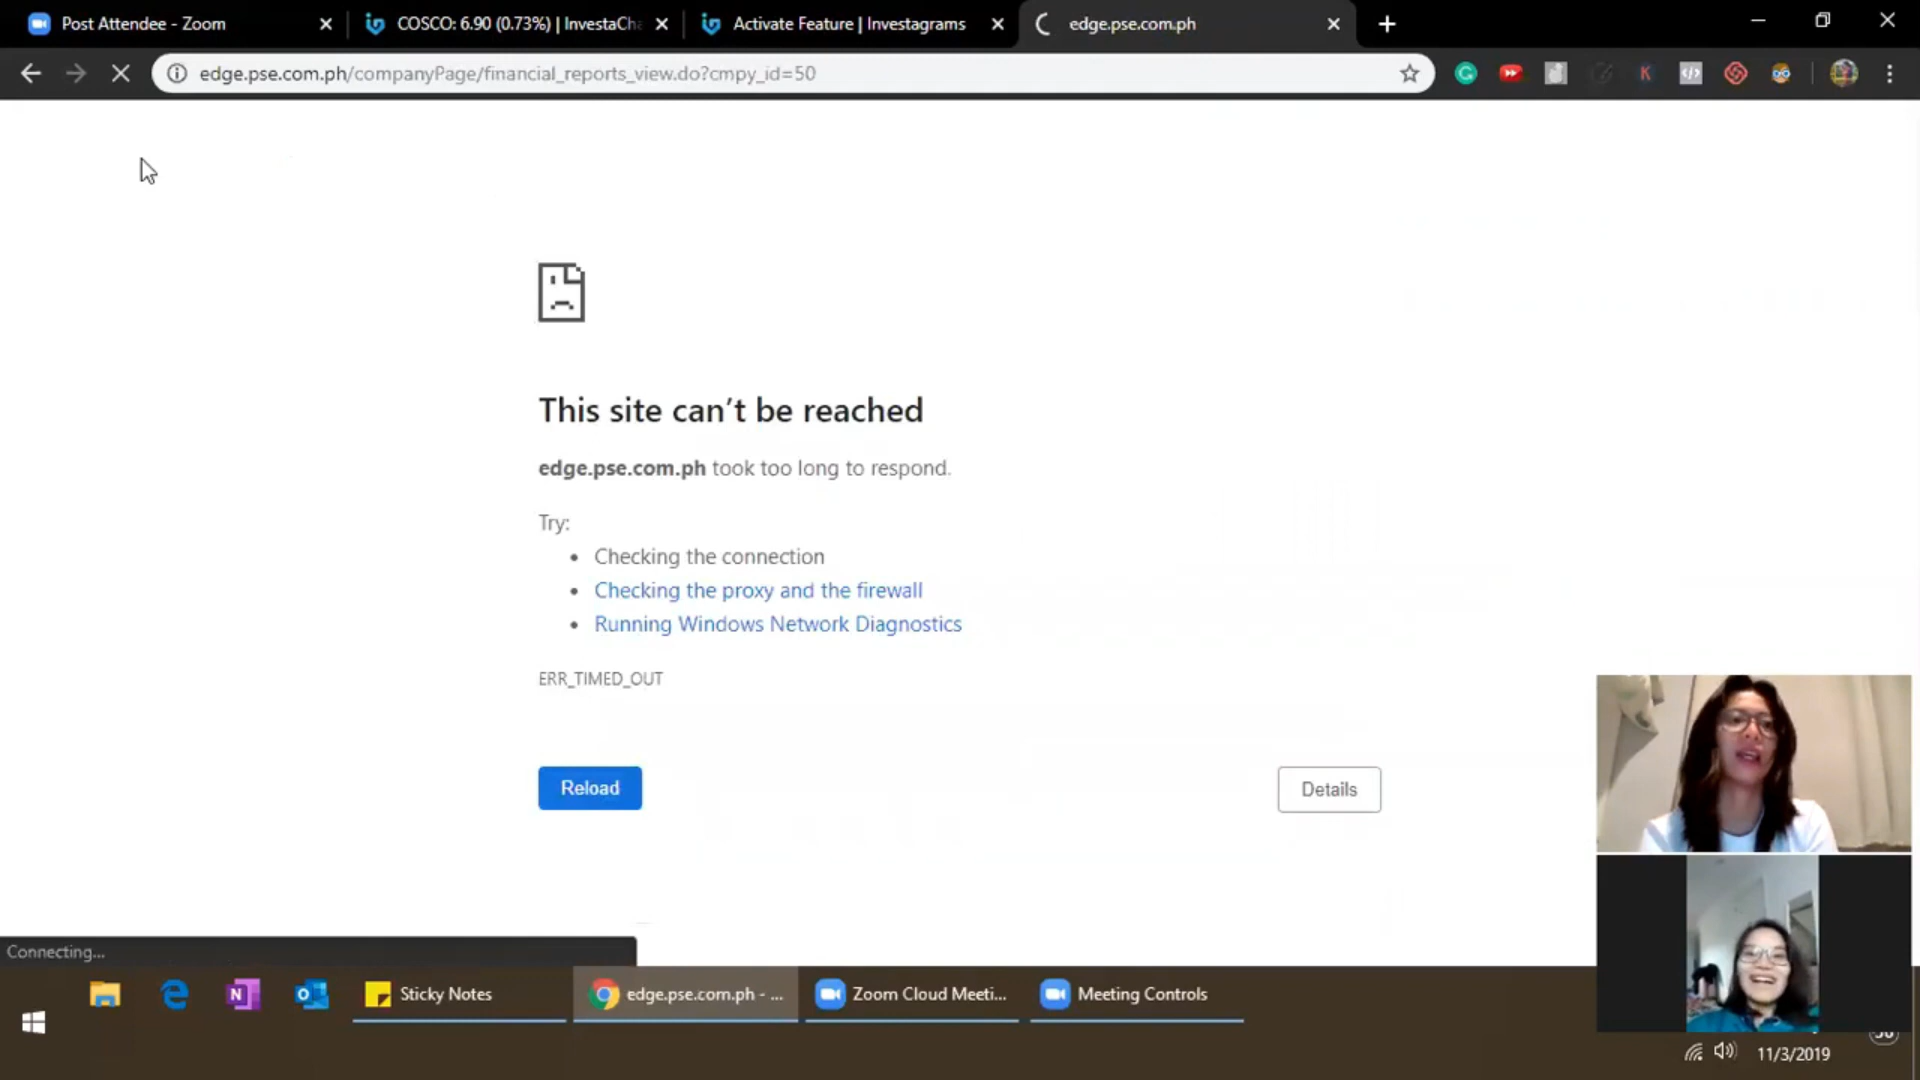 Post Attendee - Zoom
COSCO: 6.90 (0.73%) | InvestaCha
Activate Feature | Investagrams
edge.pse.com.ph
edge.pse.com.ph/companyPage/financial_reports_view.do?cmpy_id=50
This site can't be reached
edge.pse.com.ph took too long to respond.
Try:
• Checking the connection
• Checking the proxy and the firewall
• Running Windows Network Diagnostics
ERR_TIMED_OUT
Reload
Details
Connecting...
Sticky Notes
edge.pse.com.ph - ...
Zoom Cloud Meeti...
Meeting Controls
11/3/2019